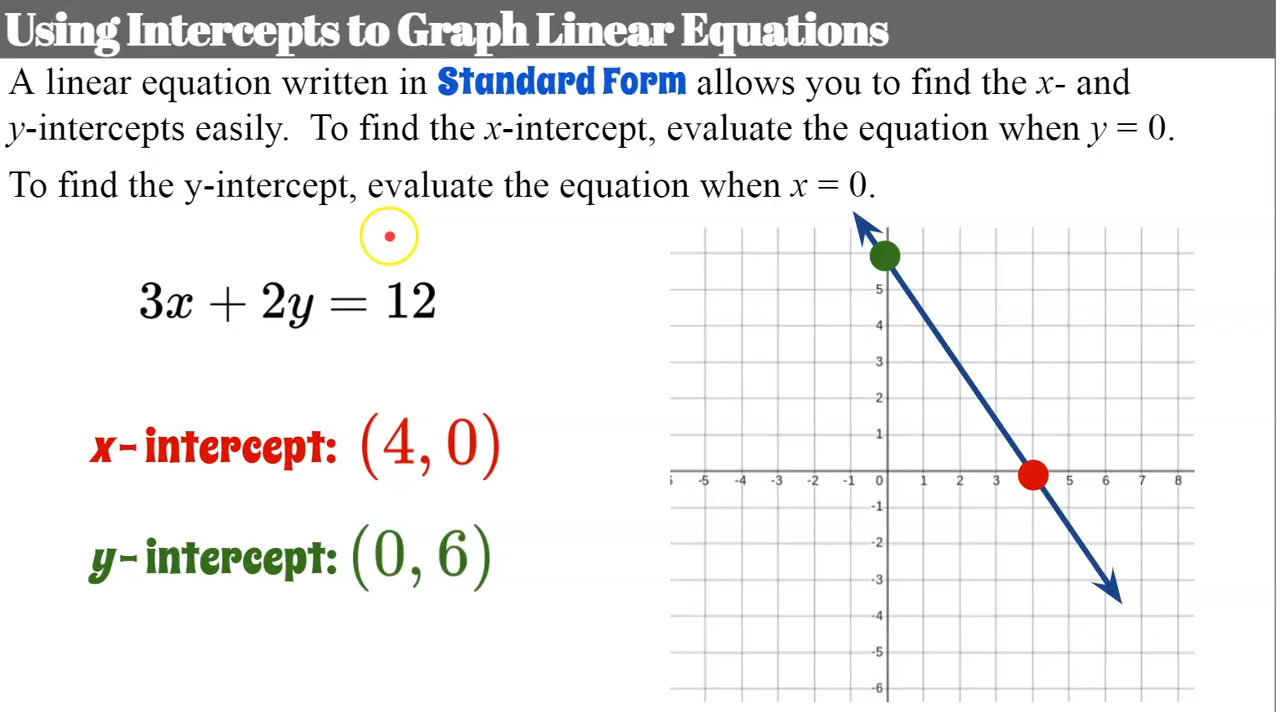 Using Intercepts to Graph Linear Equations
A linear equation written in Standard Form allows you to find the x- and
y-intercepts easily. To find the x-intercept, evaluate the equation when y = 0.
To find the y-intercept, evaluate the equation when x = 0.
3x + 2y = 12
x- intercept: (4, 0)
y- intercept: (0, 6)
5
4
3
2
1
-5 -4 -3 -2 -1 0 1 2 3 5 6 7 8
-1
-2
-3
-4
-5
-6